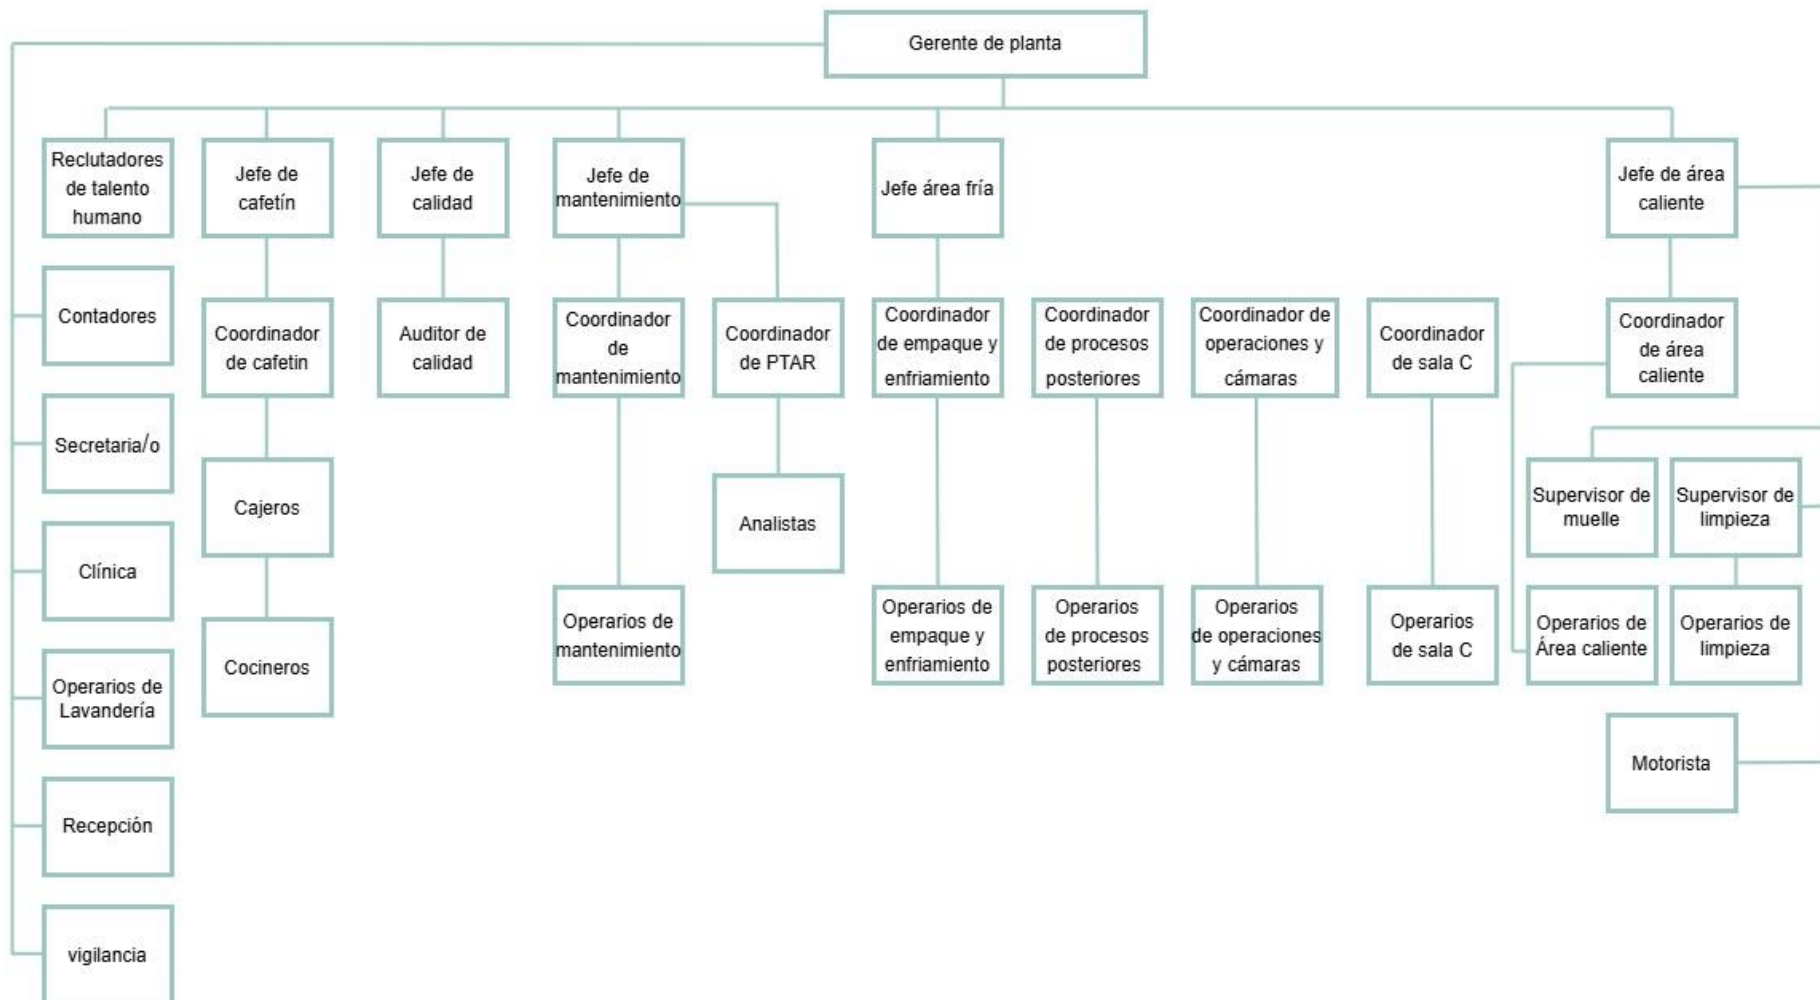 Gerente de planta
Reclutadores
de talento
humano
Jefe de
cafetín
Jefe de
calidad
Jefe de
mantenimiento
Jefe área fría
Jefe de área
caliente
Contadores
Coordinador
de cafetin
Auditor de
calidad
Coordinador
de
mantenimiento
Coordinador
de PTAR
Coordinador
de empaque y
enfriamiento
Coordinador
de procesos
posteriores
Coordinador de
operaciones y
cámaras
Coordinador
de sala C
Coordinador
de área
caliente
Secretaria/o
Cajeros
Analistas
Supervisor de
muelle
Supervisor de
limpieza
Clínica
Operarios de
Lavandería
Cocineros
Operarios de
mantenimiento
Operarios de
empaque y
enfriamiento
Operarios
de procesos
posteriores
Operarios
de operaciones
y cámaras
Operarios
de sala C
Operarios de
Área caliente
Operarios de
limpieza
Motorista
Recepción
vigilancia